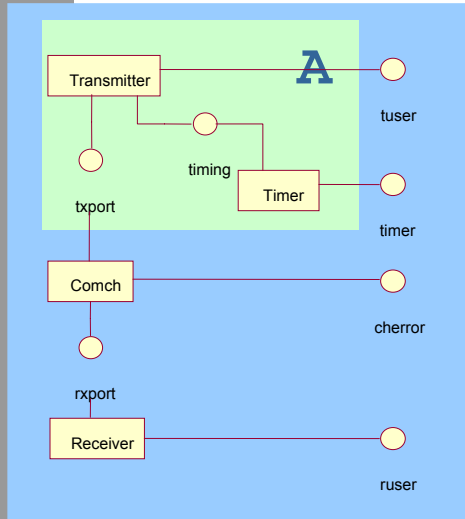 A
Transmitter
tuser
timing
Timer
txport
timer
Comch
cherror
rxport
Receiver
ruser